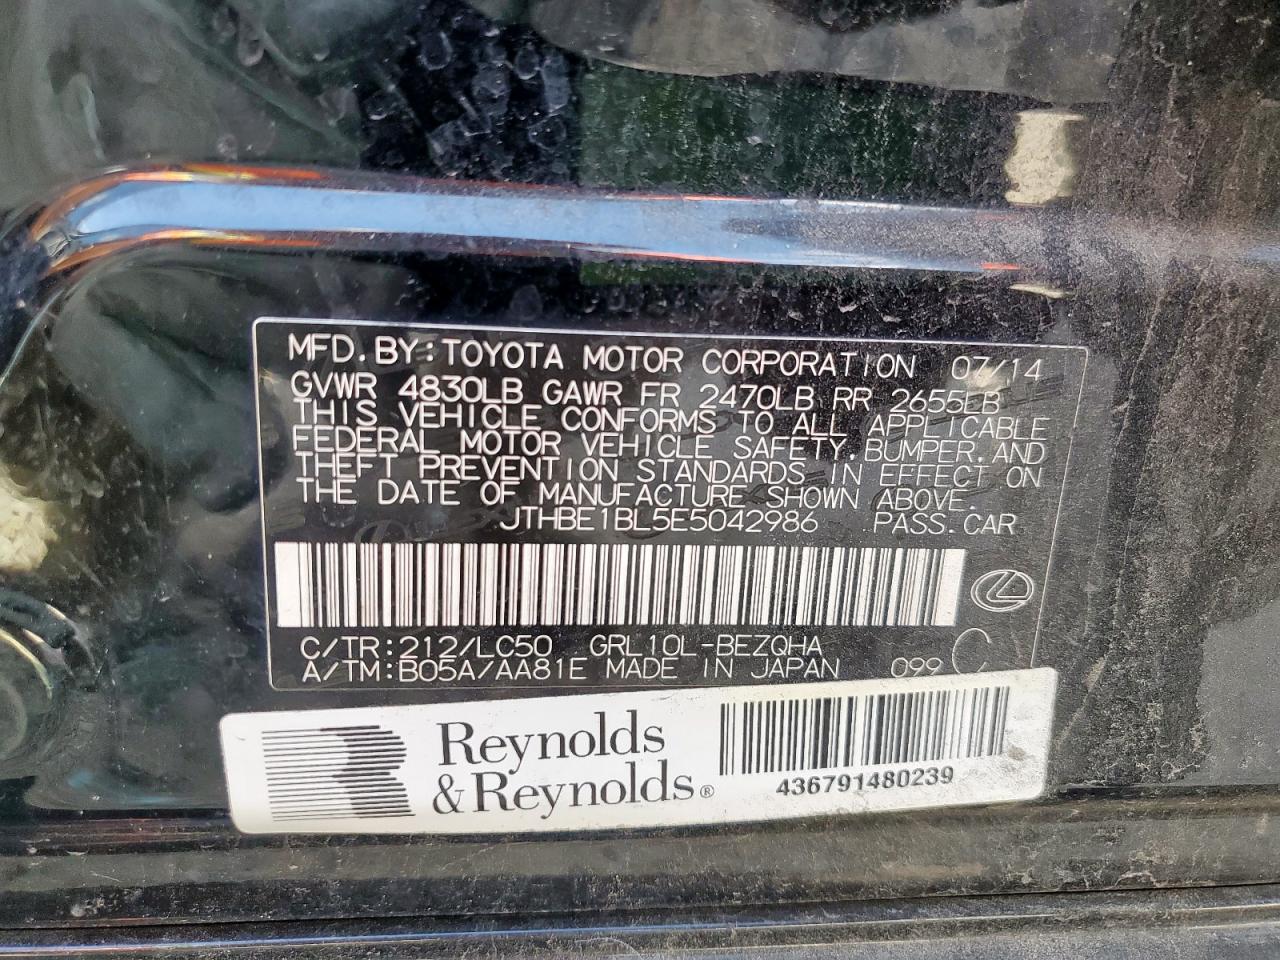 MFD.BY:TOYOTA MOTOR CORPORATION 07/14
GVWR 4830LB GAWR FR 2470LB RR 2655LB
THIS VEHICLE CONFORMS TO ALL APPLICABLE
FEDERAL MOTOR VEHICLE SAFETY,BUMPER,AND
THEFT PREVENTION STANDARDS IN EFFECT ON
THE DATE OF MANUFACTURE SHOWN ABOVE.
JTHBE1BL5E5042986 PASS.CAR
C/TR:212/LC50 GRL10L-BEZQHA
A/TM:B05A/AA81E MADE IN JAPAN 099 C
Reynolds
& Reynolds®
436791480239